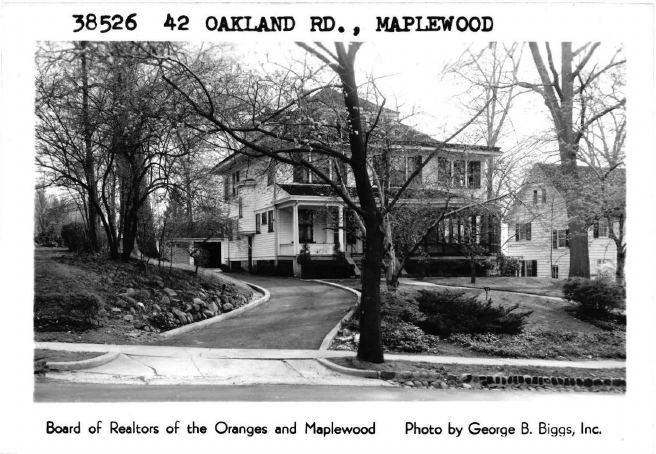 38526 42 OAKLAND RD., MAPLEWOOD
Board of Realtors of the Oranges and Maplewood Photo by George B. Biggs, Inc.